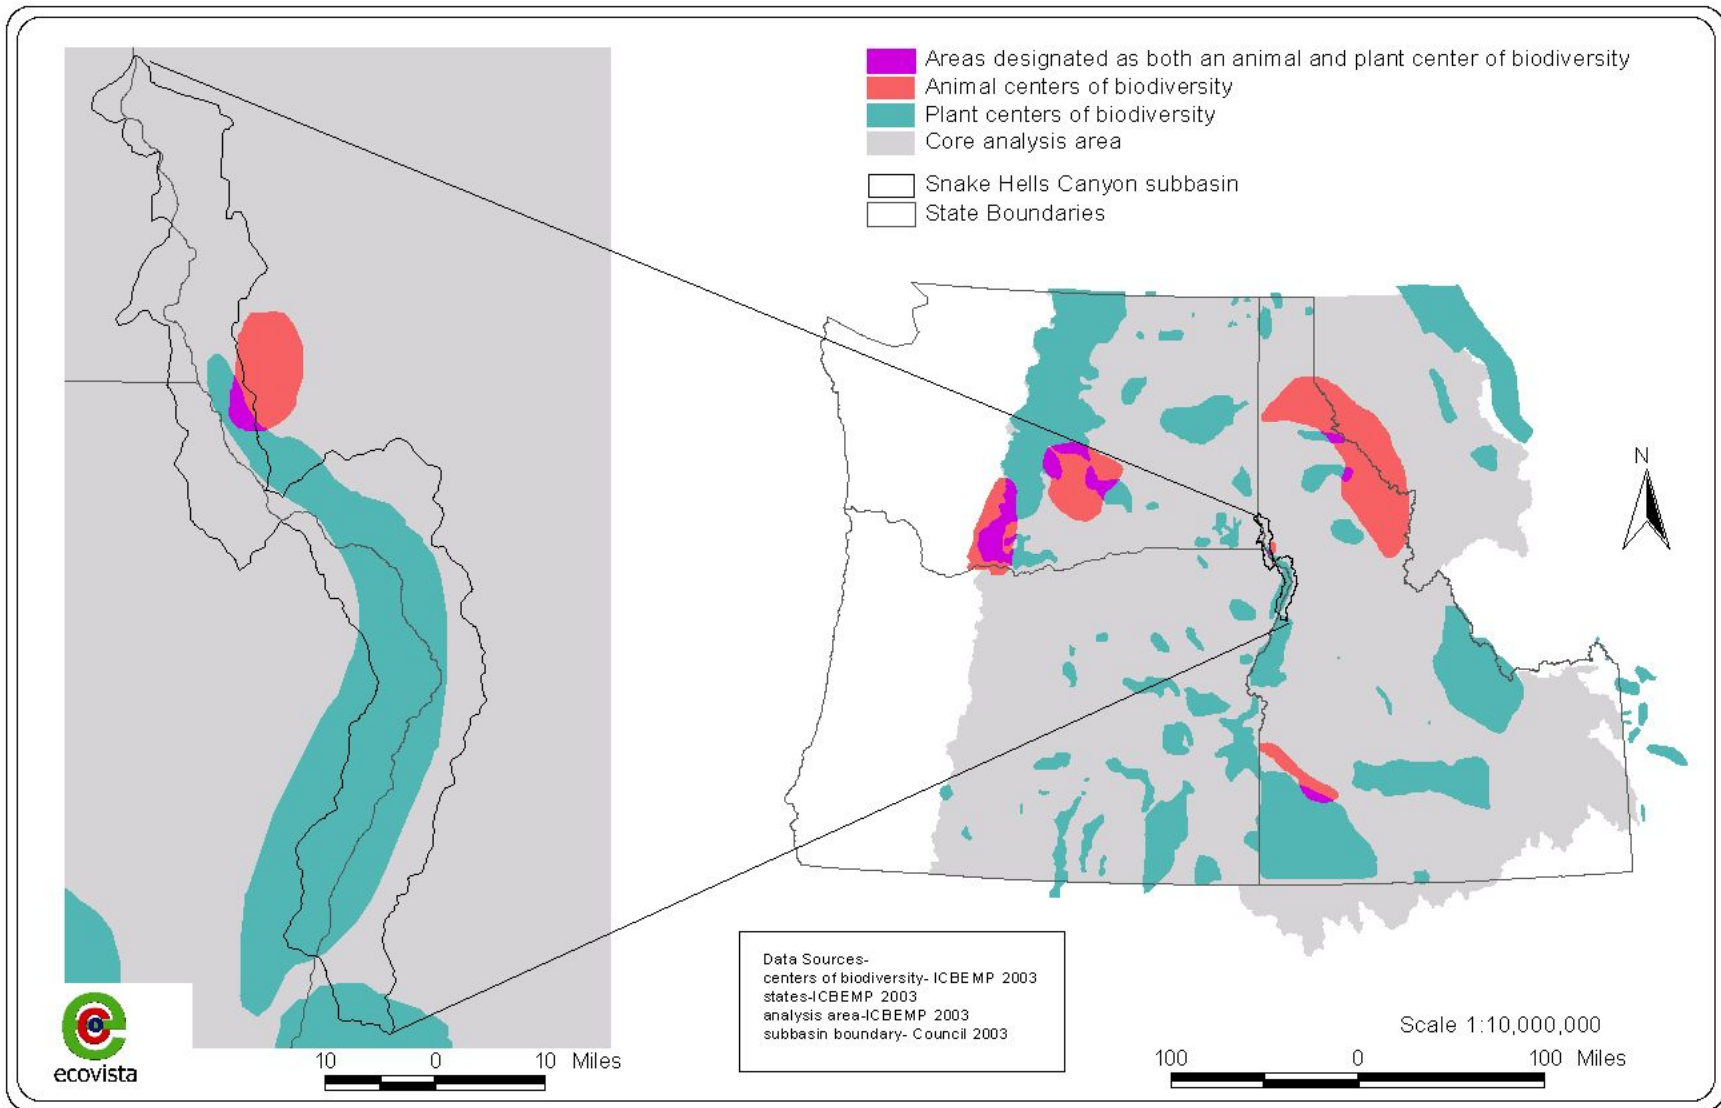 Areas designated as both an animal and plant center of biodiversity
Animal centers of biodiversity
Plant centers of biodiversity
Core analysis area
Snake Hells Canyon subbasin
State Boundaries
N
Data Sources-
centers of biodiversity- ICBEMP 2003
states-ICBEMP 2003
analysis area-ICBEMP 2003
subbasin boundary- Council 2003
Scale 1:10,000,000
100 0 100 Miles
10 0 10 Miles
ecovista